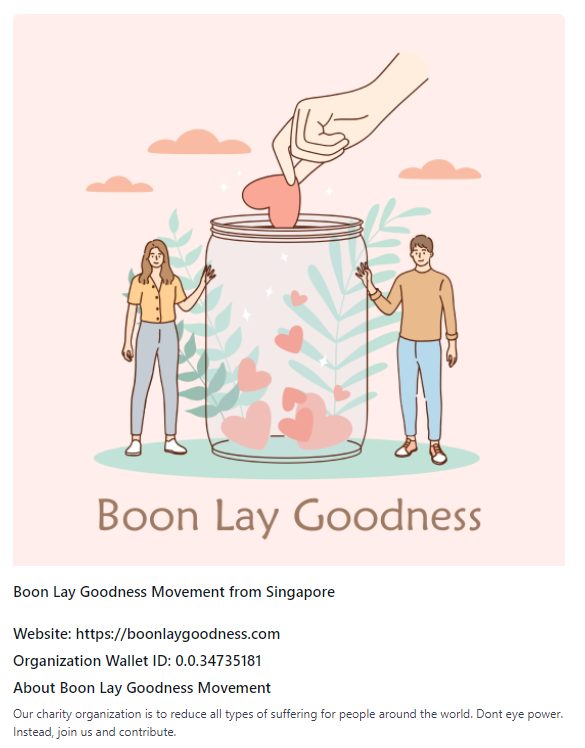 Boon Lay Goodness
Boon Lay Goodness Movement from Singapore
Website: https://boonlaygoodness.com
Organization Wallet ID: 0.0.34735181
About Boon Lay Goodness Movement
Our charity organization is to reduce all types of suffering for people around the world. Dont eye power.
Instead, join us and contribute.